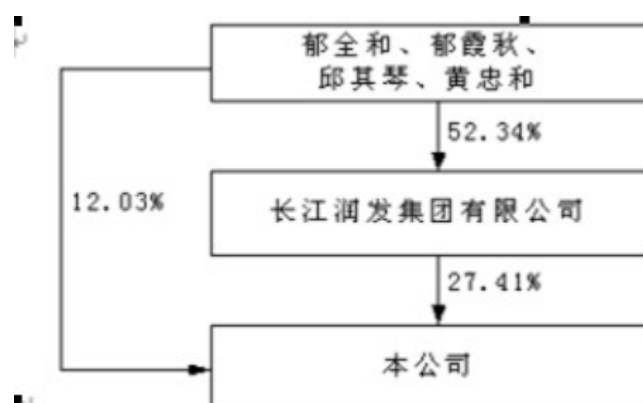 郁全和、郁霞秋、
邱其琴、黄忠和
52.34%
12.03%
长江润发集团有限公司
27.41%
本公司